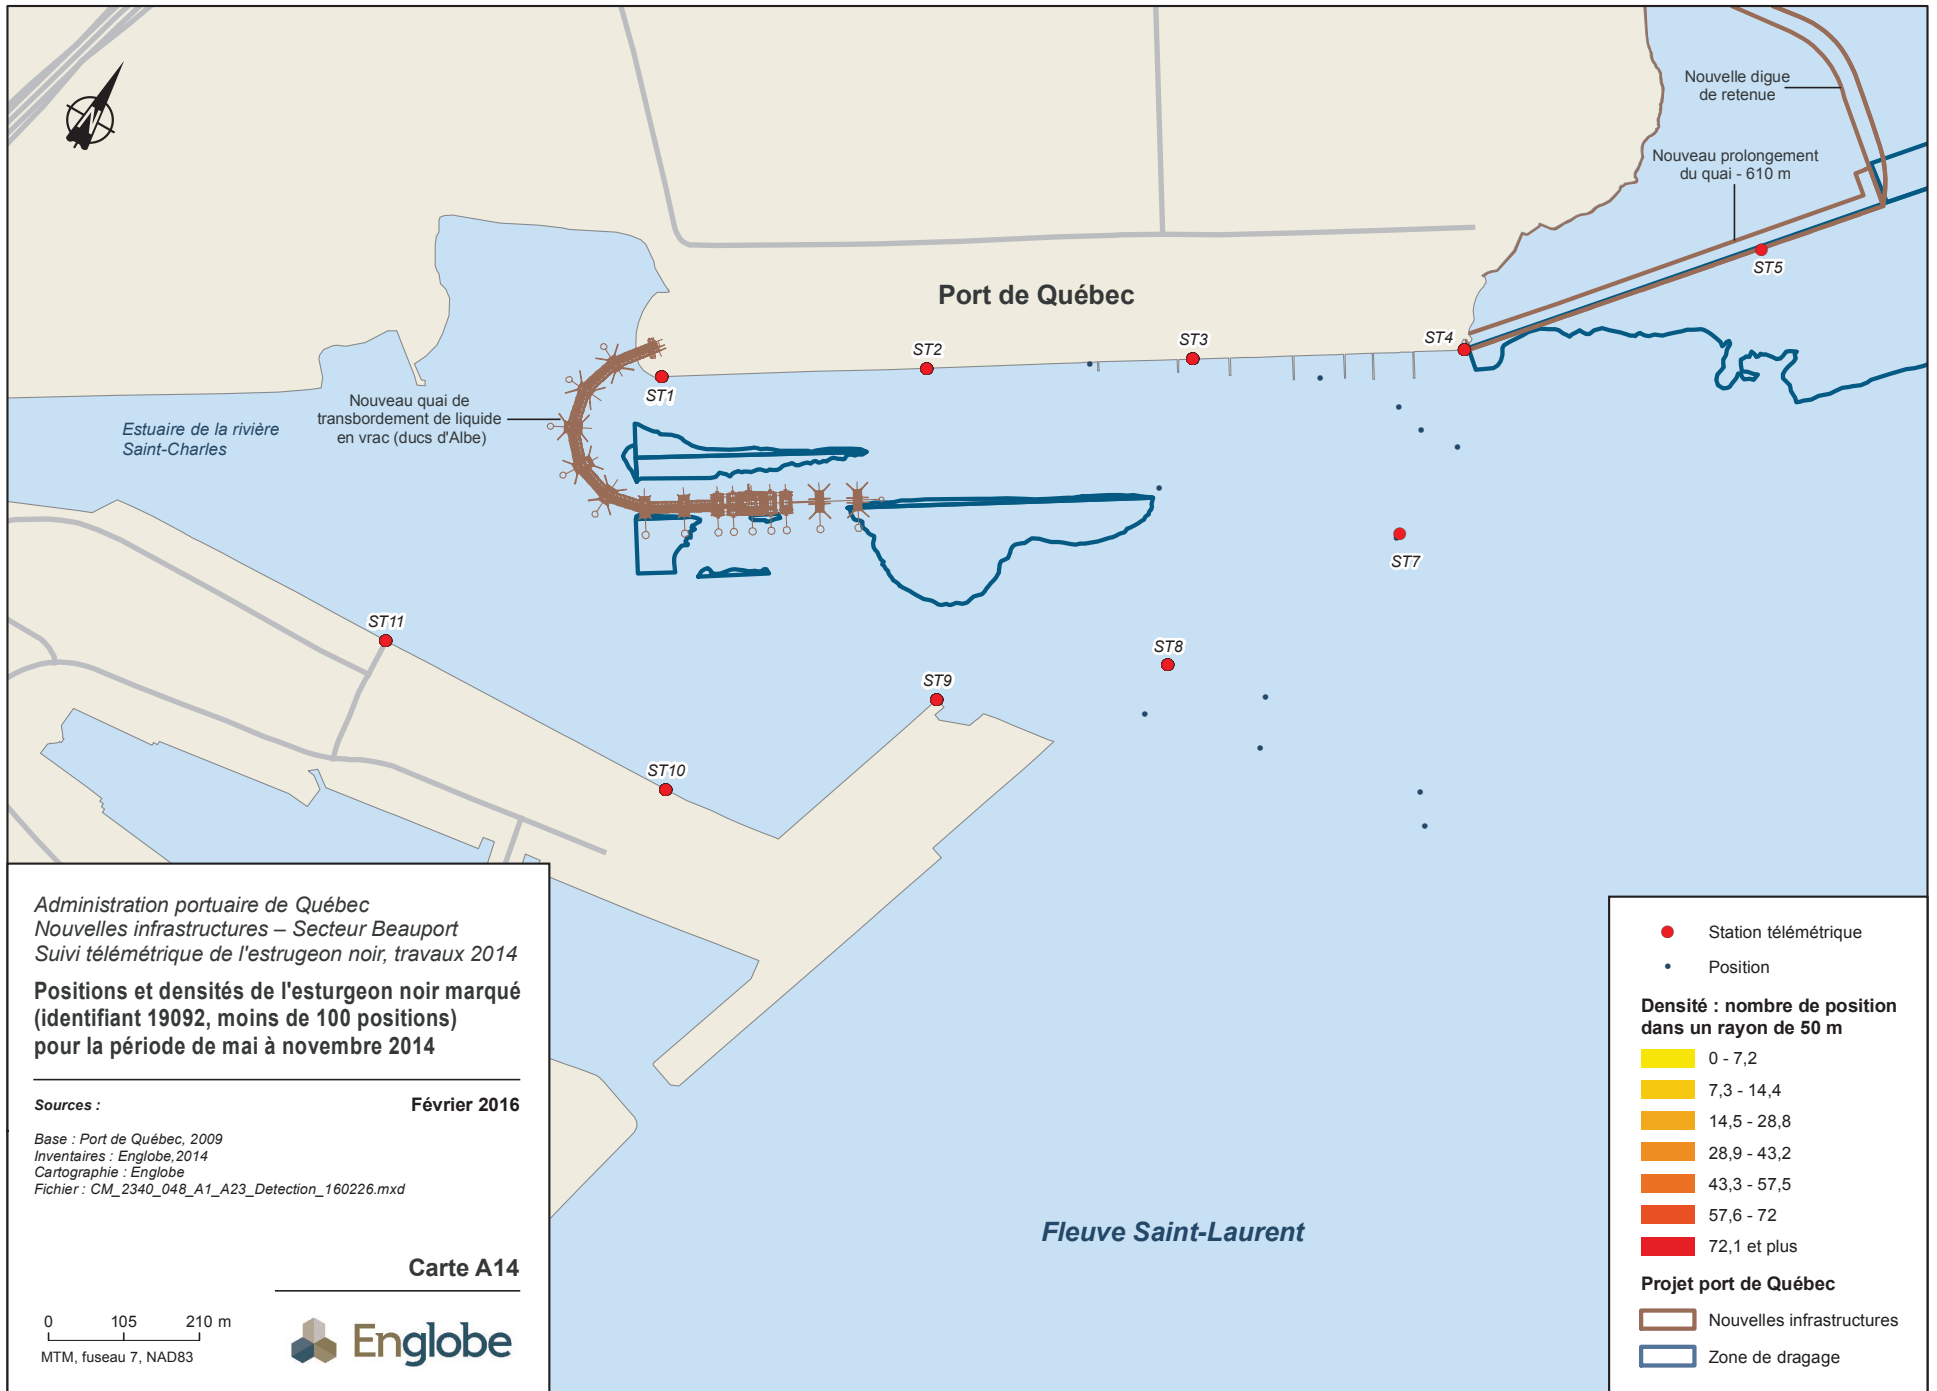 Nouvelle digue
de retenue
Nouveau prolongement
du quai - 610 m
ST5
Port de Québec
ST4
ST3
ST2
ST1
Nouveau quai de
transbordement de liquide
en vrac (ducs d'Albe)
Estuaire de la rivière
Saint-Charles
ST7
ST11
ST8
ST9
ST10
Fleuve Saint-Laurent
N
Administration portuaire de Québec
Nouvelles infrastructures – Secteur Beauport
Suivi télémétrique de l'estrugeon noir, travaux 2014
Positions et densités de l'esturgeon noir marqué
(identifiant 19092, moins de 100 positions)
pour la période de mai à novembre 2014
Sources :
Février 2016
Base : Port de Québec, 2009
Inventaires : Englobe,2014
Cartographie : Englobe
Fichier : CM_2340_048_A1_A23_Detection_160226.mxd
Carte A14
0 105 210 m
MTM, fuseau 7, NAD83
Englobe
Station télémétrique
Position
Densité : nombre de position
dans un rayon de 50 m
0 - 7,2
7,3 - 14,4
14,5 - 28,8
28,9 - 43,2
43,3 - 57,5
57,6 - 72
72,1 et plus
Projet port de Québec
Nouvelles infrastructures
Zone de dragage